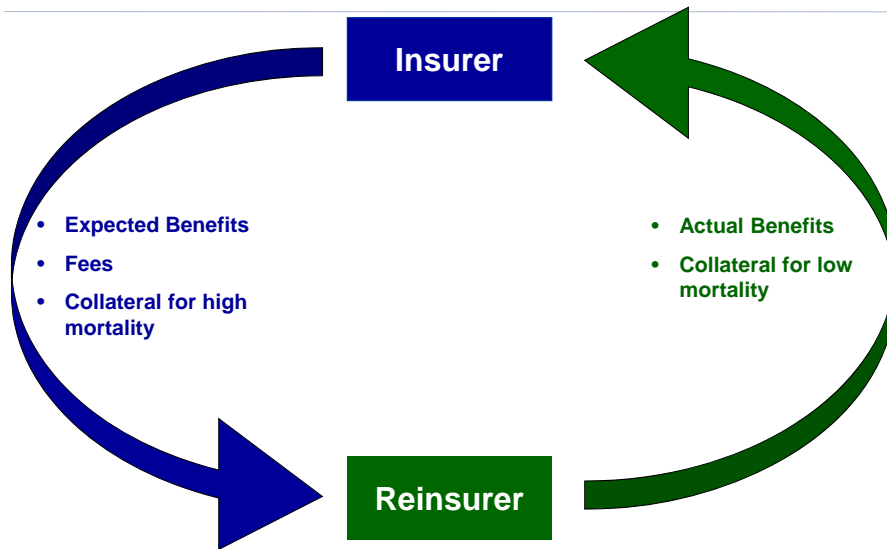 Insurer
• Expected Benefits
• Fees
• Collateral for high
mortality
• Actual Benefits
• Collateral for low
mortality
Reinsurer